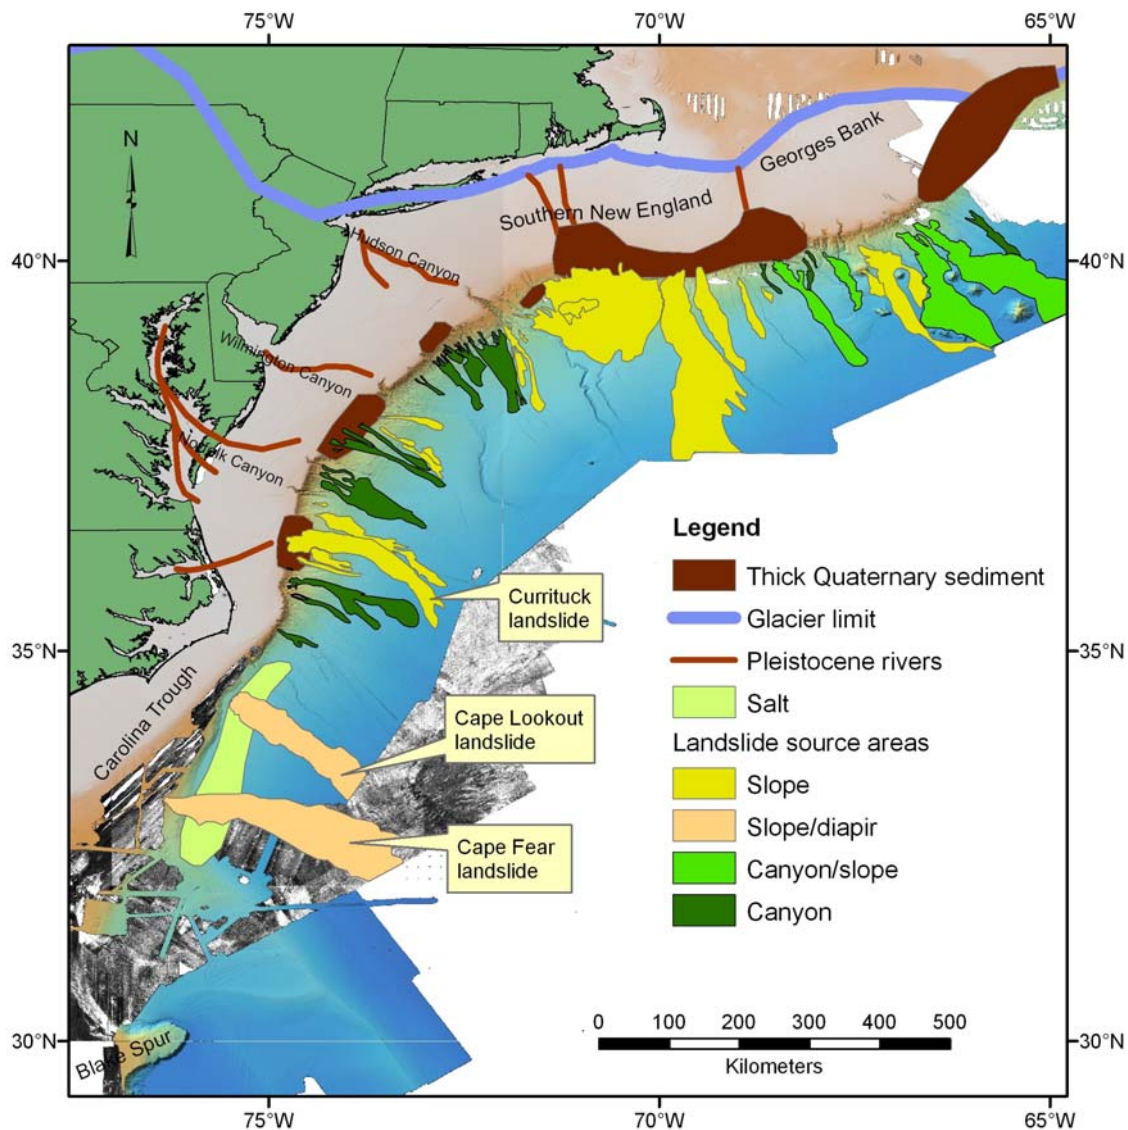 75°W
70°W
65°W
N
Georges Bank
Southern New England
Hudson Canyon
40°N
40°N
Wilmington Canyon
Norfolk Canyon
Legend
Thick Quaternary sediment
Currituck
landslide
Glacier limit
35°N
35°N
Pleistocene rivers
Carolina Trough
Salt
Cape Lookout
landslide
Landslide source areas
Slope
Slope/diapir
Cape Fear
landslide
Canyon/slope
Canyon
0 100 200 300 400 500
Kilometers
30°N
30°N
Blake Spur
75°W
70°W
65°W